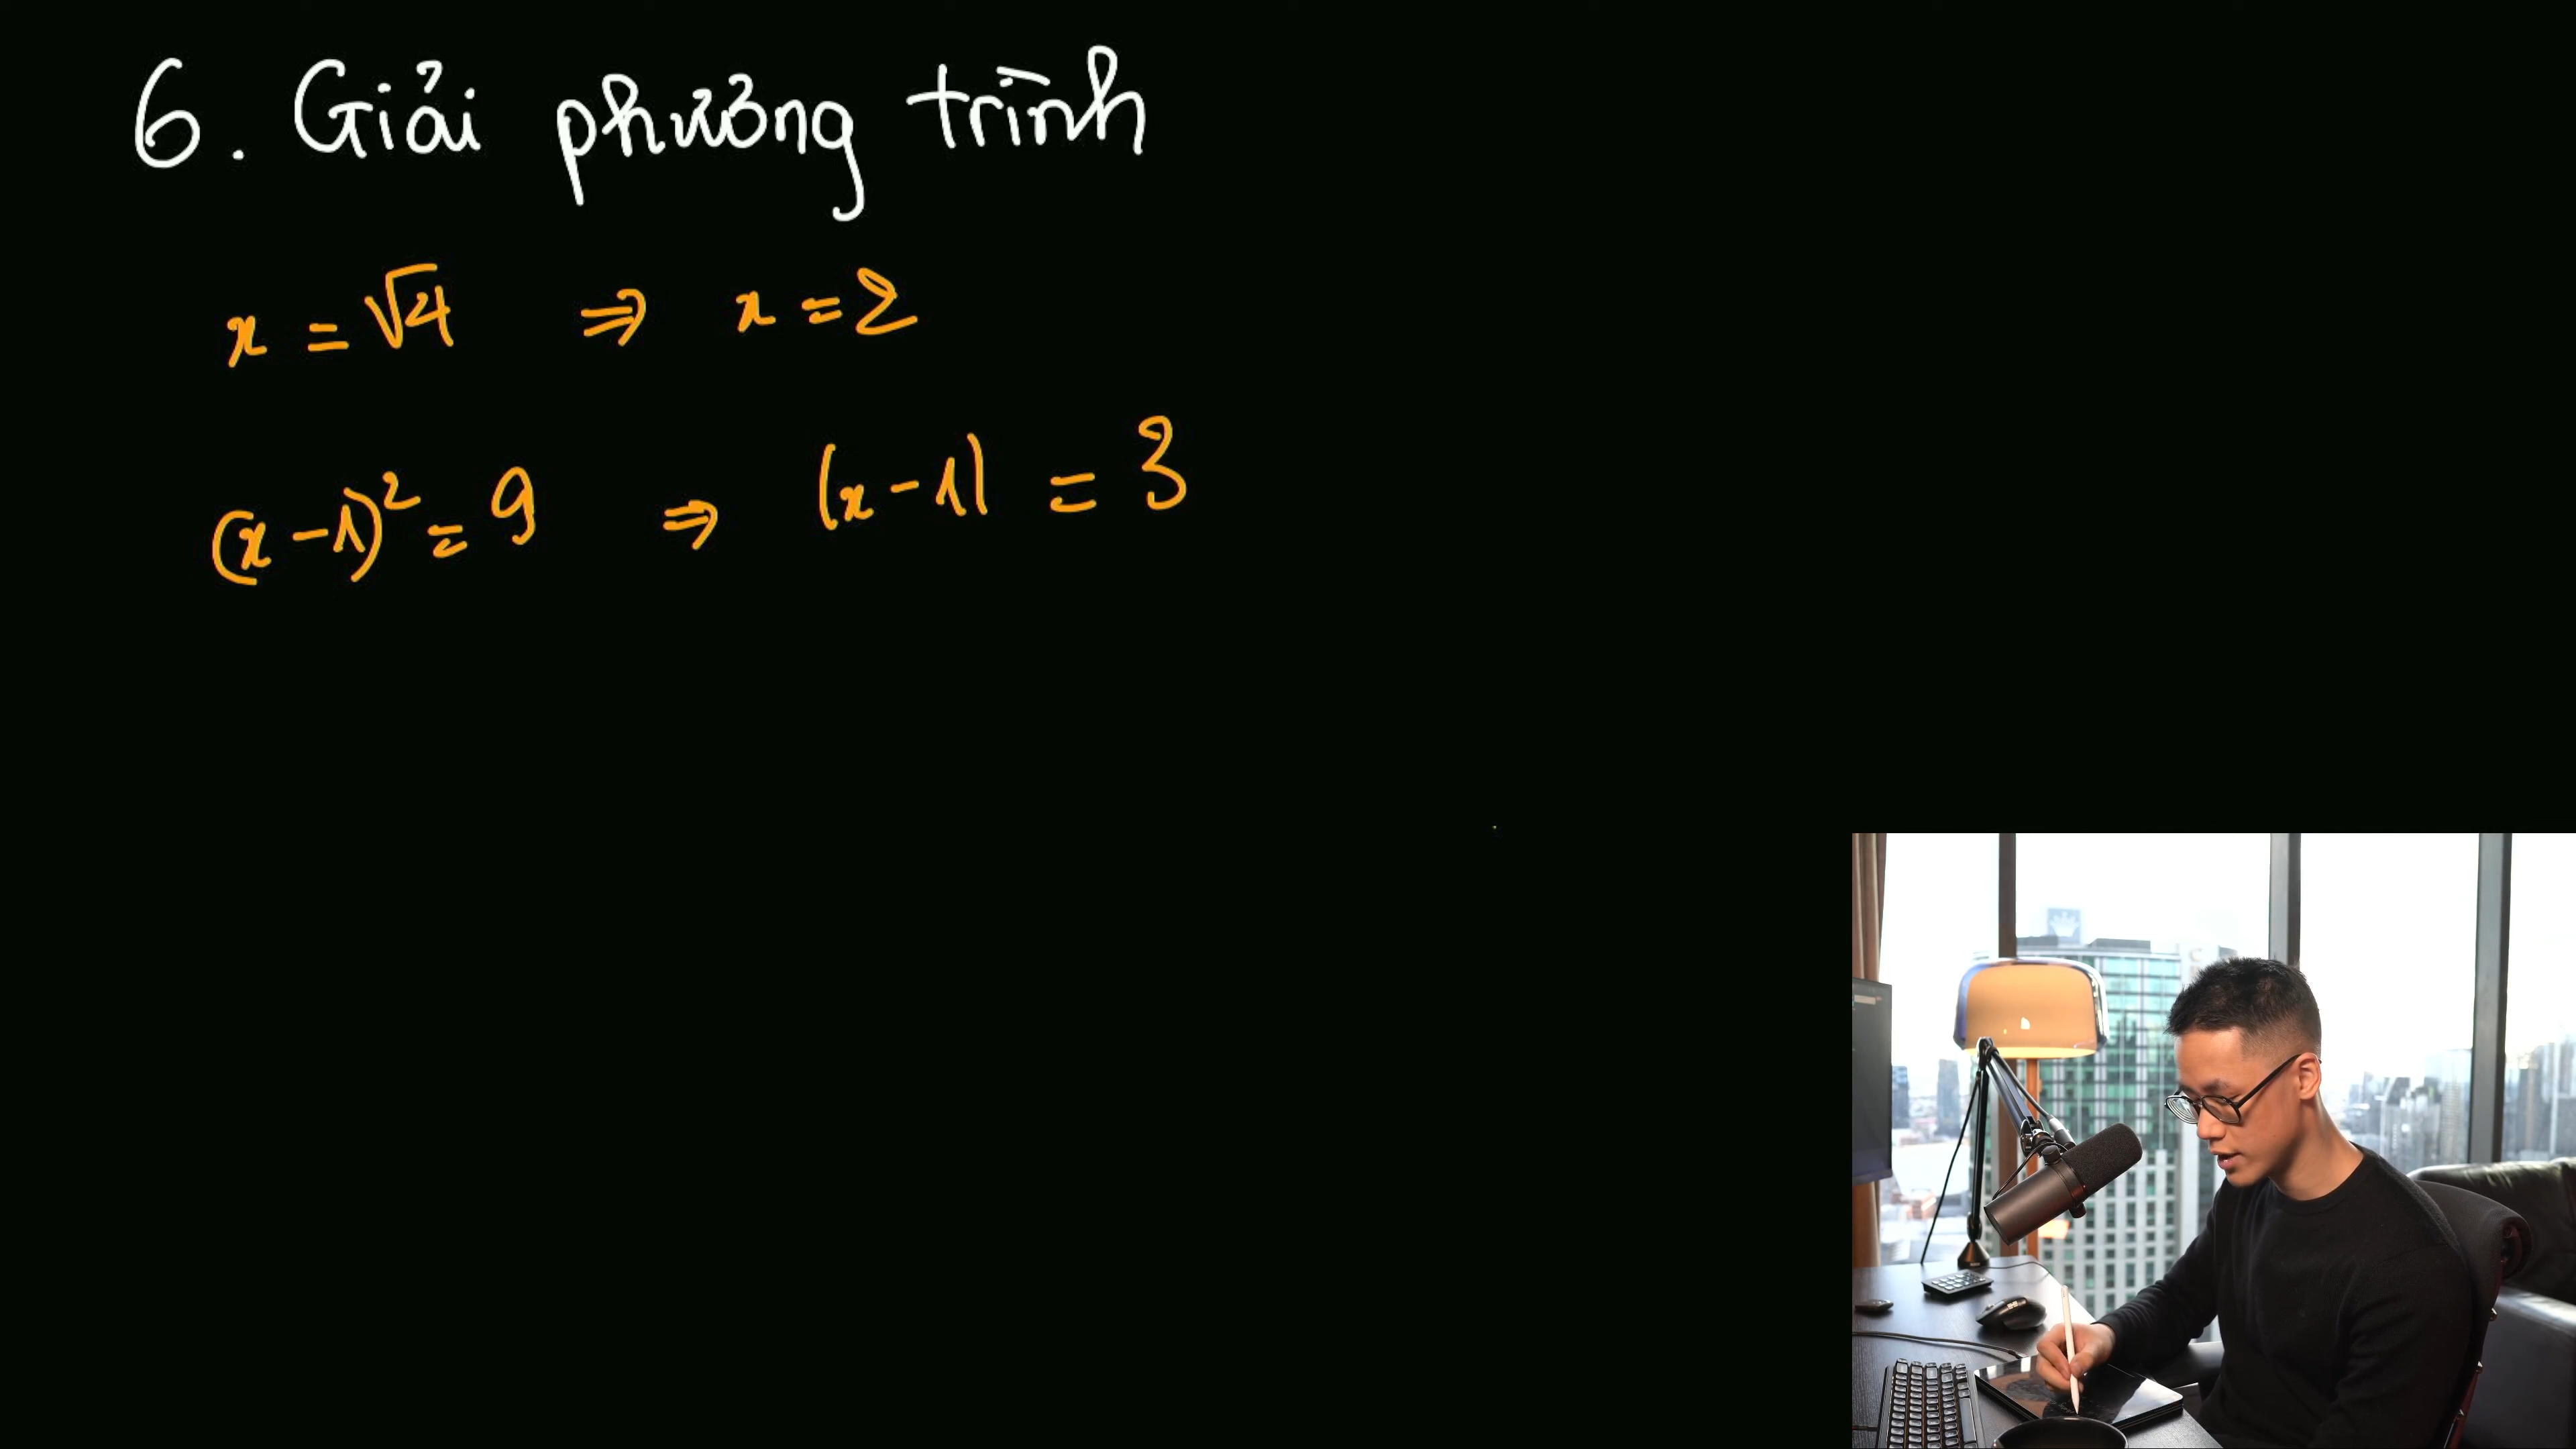 6. Giải phương trình
x = √4 ⇒ x = 2
(x - 1)² = 9 ⇒ |x - 1| = 3